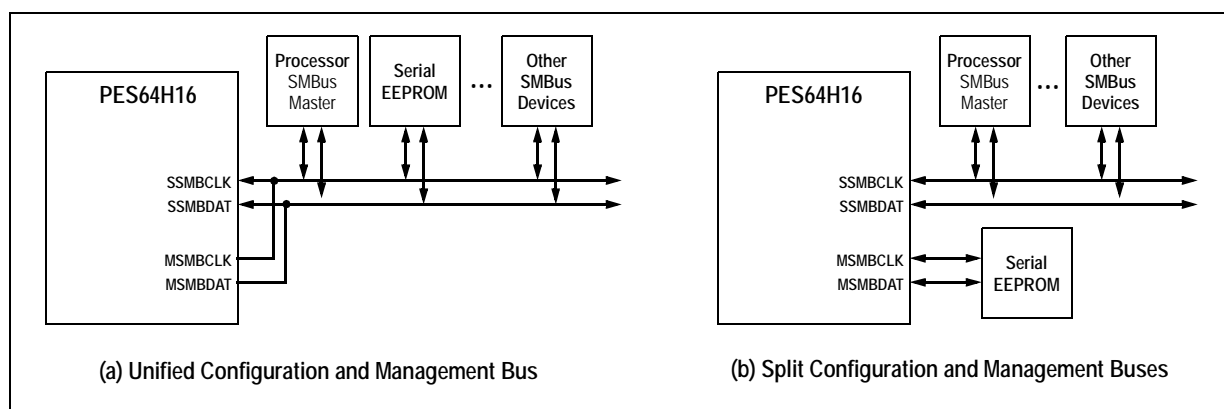 PES64H16
Processor
SMBus
Master
Serial
EEPROM
...
Other
SMBus
Devices
SSMBCLK
SSMBDAT
MSMBCLK
MSMBDAT
(a) Unified Configuration and Management Bus
PES64H16
Processor
SMBus
Master
...
Other
SMBus
Devices
SSMBCLK
SSMBDAT
MSMBCLK
MSMBDAT
Serial
EEPROM
(b) Split Configuration and Management Buses